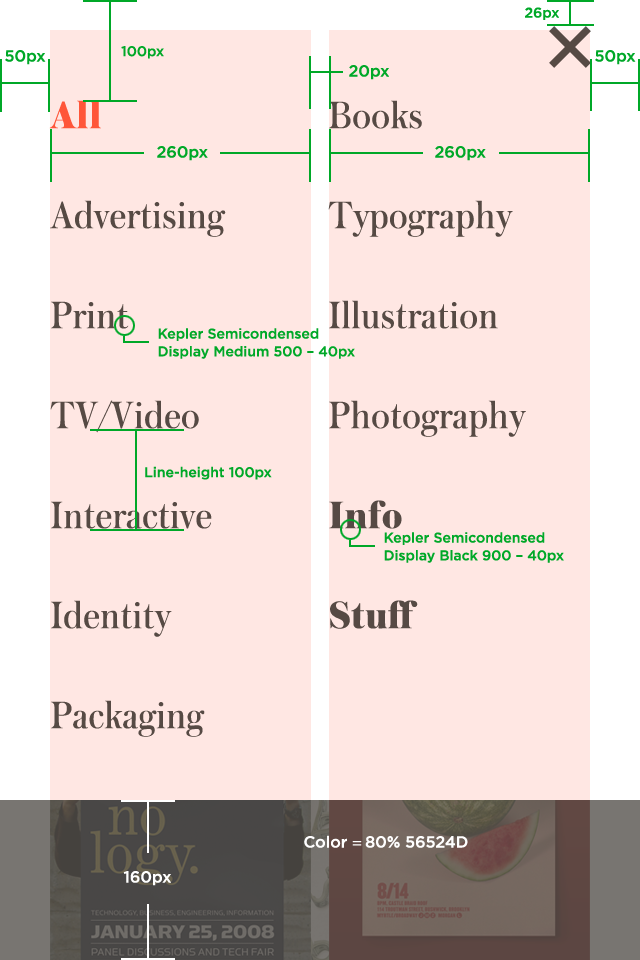 26px
100px
50px
50px
20px
All
Books
260px
260px
Advertising
Typography
Print
Illustration
Kepler Semicondensed
Display Medium 500 – 40px
TV/Video
Photography
Line-height 100px
Interactive
Info
Kepler Semicondensed
Display Black 900 – 40px
Identity
Stuff
Packaging
no
logy.
Color = 80% 56524D
160px
8/14
TECHNOLOGY, BUSINESS, ENGINEERING, INFORMATION
JANUARY 25, 2008
PANEL DISCUSSIONS AND TECH FAIR